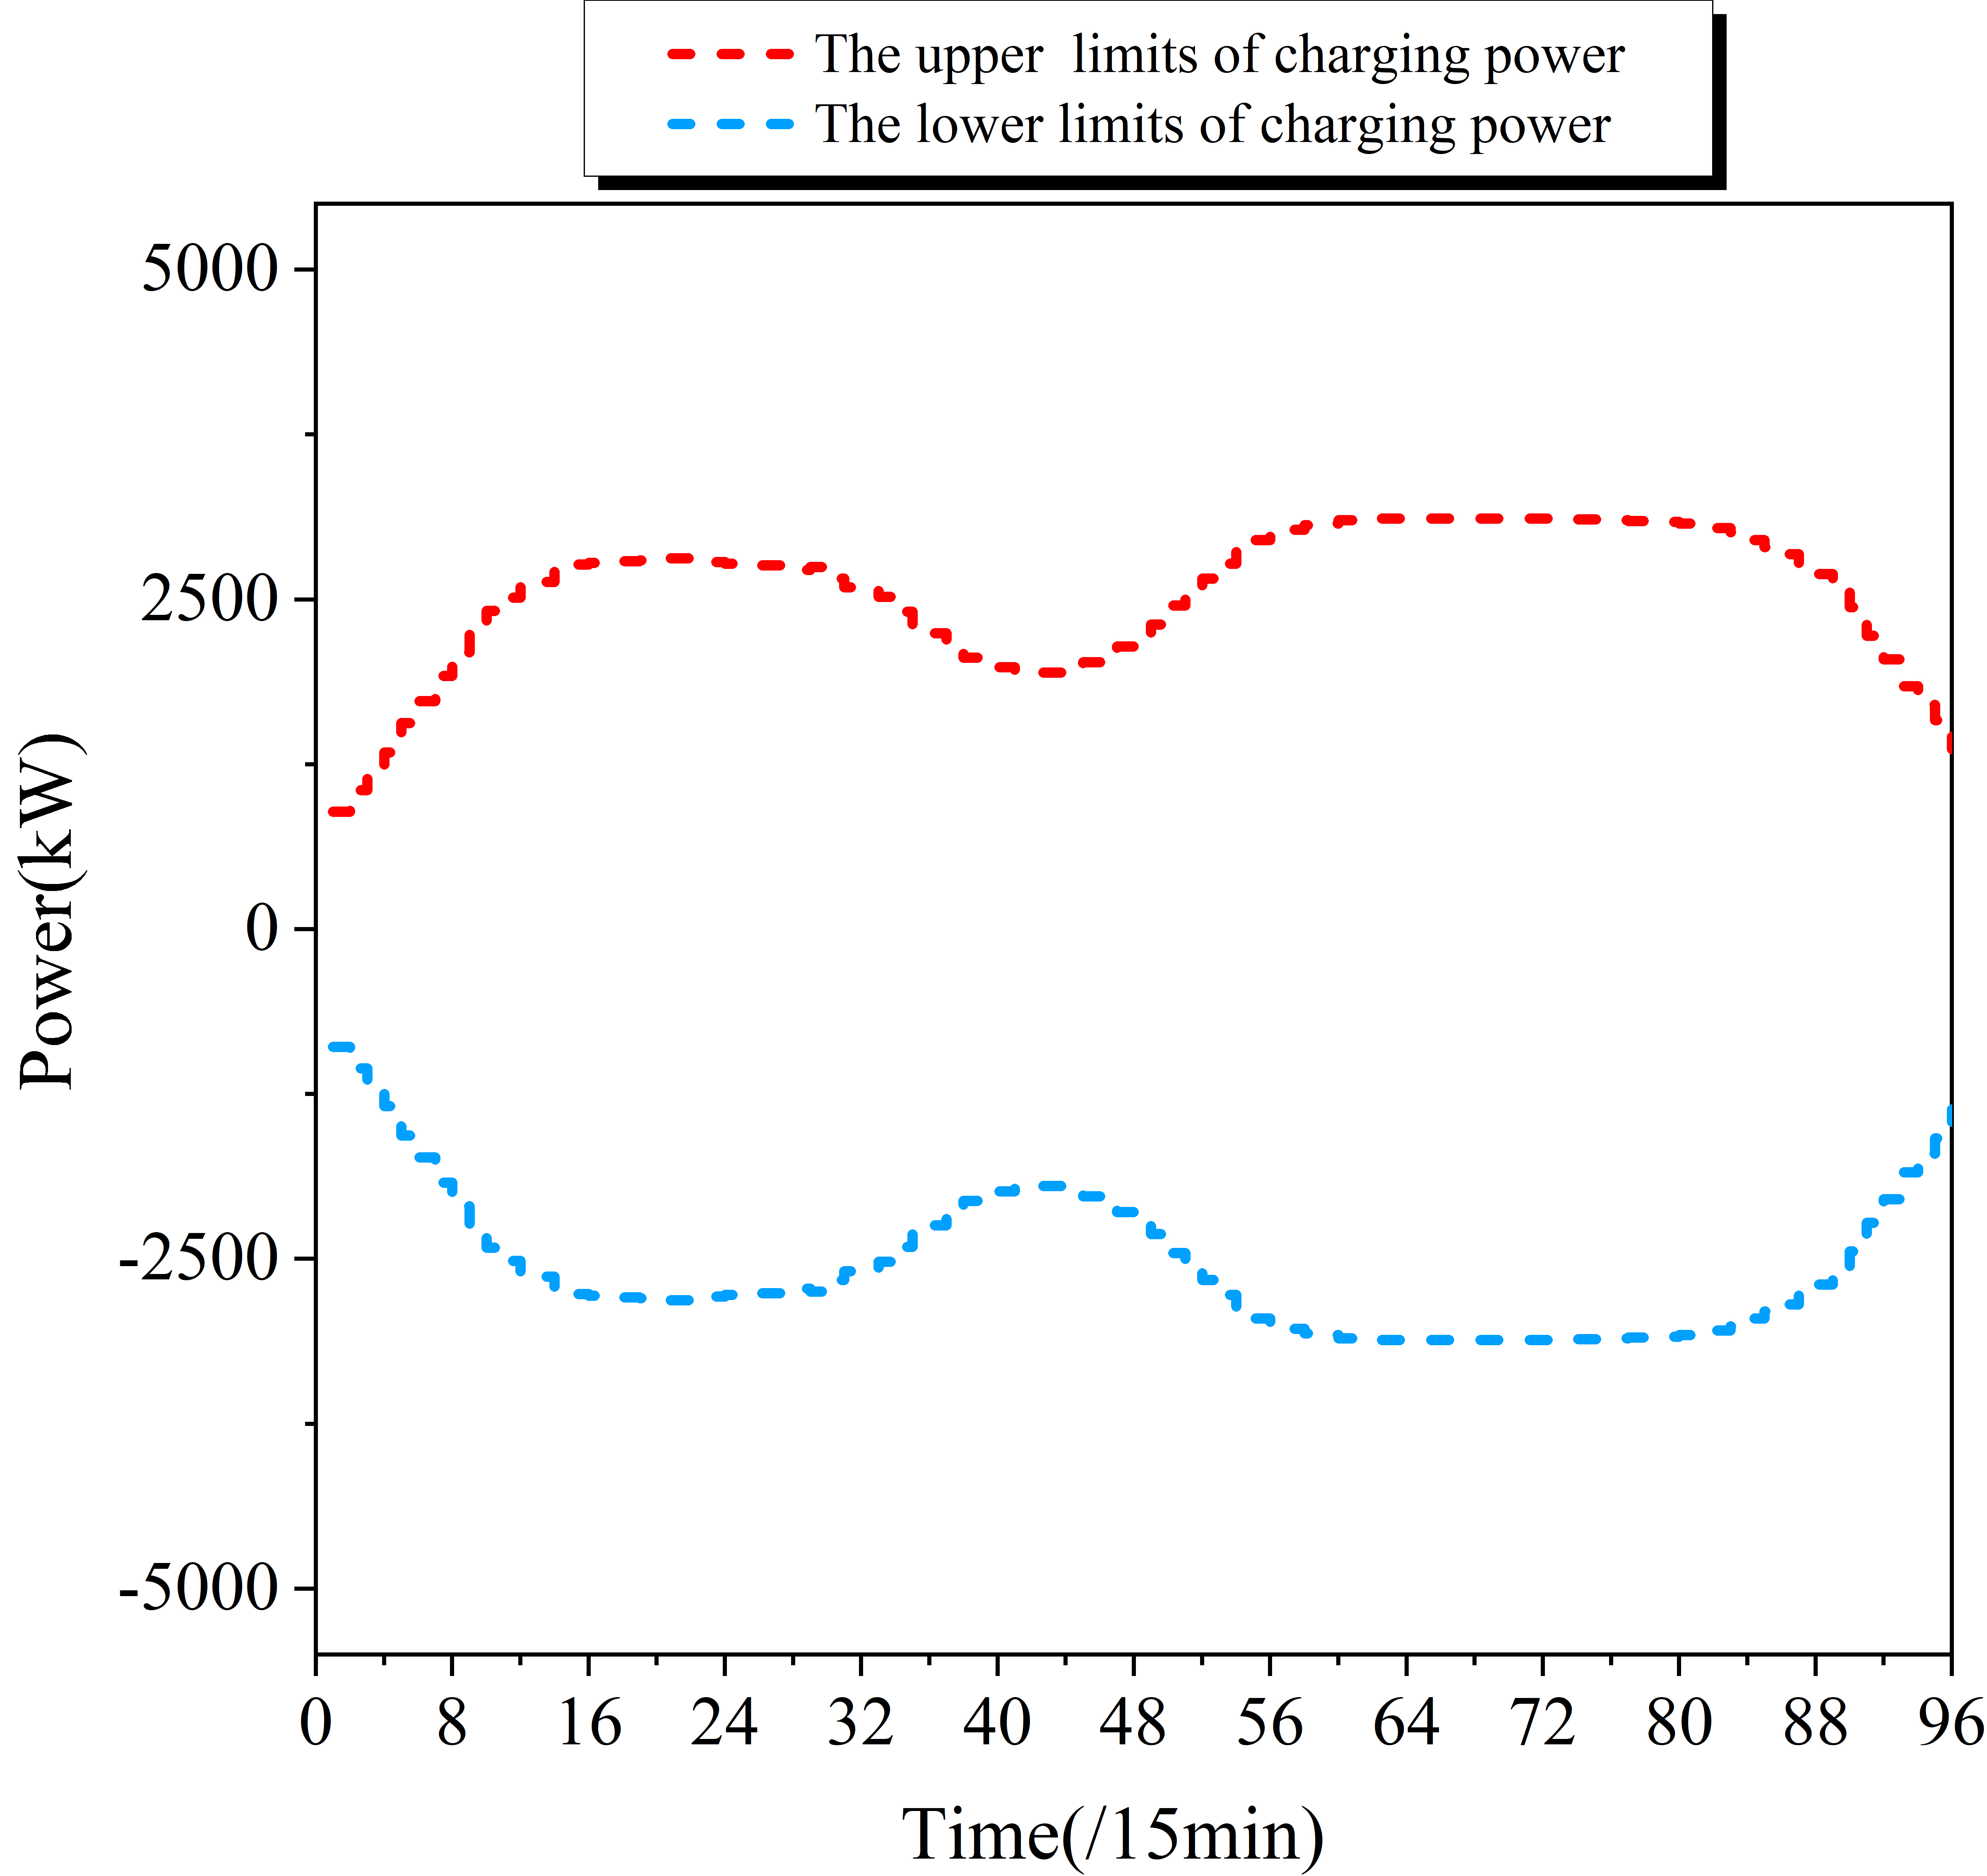 The upper  limits of charging power
The lower limits of charging power
5000
2500
0
-2500
-5000
Power(kW)
0 8 16 24 32 40 48 56 64 72 80 88 96
Time(/15min)